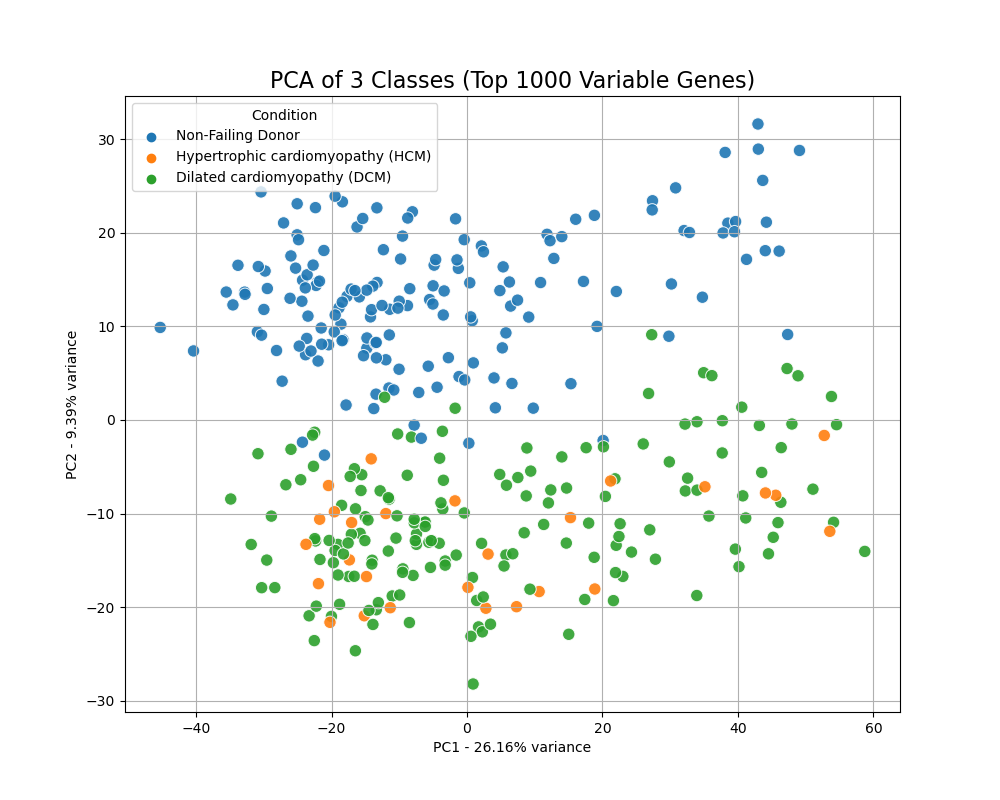 PCA of 3 Classes (Top 1000 Variable Genes)
Condition
Non-Failing Donor
Hypertrophic cardiomyopathy (HCM)
Dilated cardiomyopathy (DCM)
30
20
10
0
−10
−20
−30
PC2 - 9.39% variance
−40
−20
0
20
40
60
PC1 - 26.16% variance